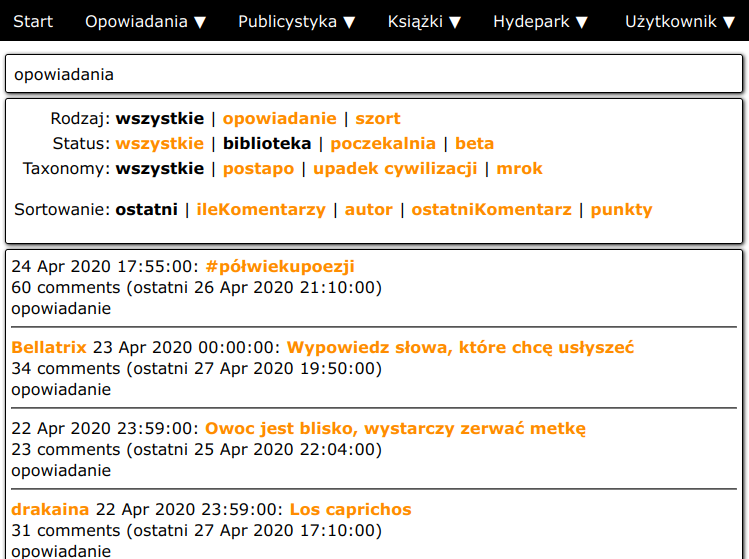 Start Opowiadania ▼ Publicystyka ▼ Książki ▼ Hydepark ▼ Użytkownik ▼
opowiadania
Rodzaj: wszystkie | opowiadanie | szort
Status: wszystkie | biblioteka | poczekalnia | beta
Taxonomy: wszystkie | postapo | upadek cywilizacji | mrok
Sortowanie: ostatni | ileKomentarzy | autor | ostatniKomentarz | punkty
24 Apr 2020 17:55:00: #półwiekupoezji
60 comments (ostatni 26 Apr 2020 21:10:00)
opowiadanie
Bellatrix 23 Apr 2020 00:00:00: Wypowiedz słowa, które chcę usłyszeć
34 comments (ostatni 27 Apr 2020 19:50:00)
opowiadanie
22 Apr 2020 23:59:00: Owoc jest blisko, wystarczy zerwać metkę
23 comments (ostatni 25 Apr 2020 22:04:00)
opowiadanie
drakaina 22 Apr 2020 23:59:00: Los caprichos
31 comments (ostatni 27 Apr 2020 17:10:00)
opowiadanie